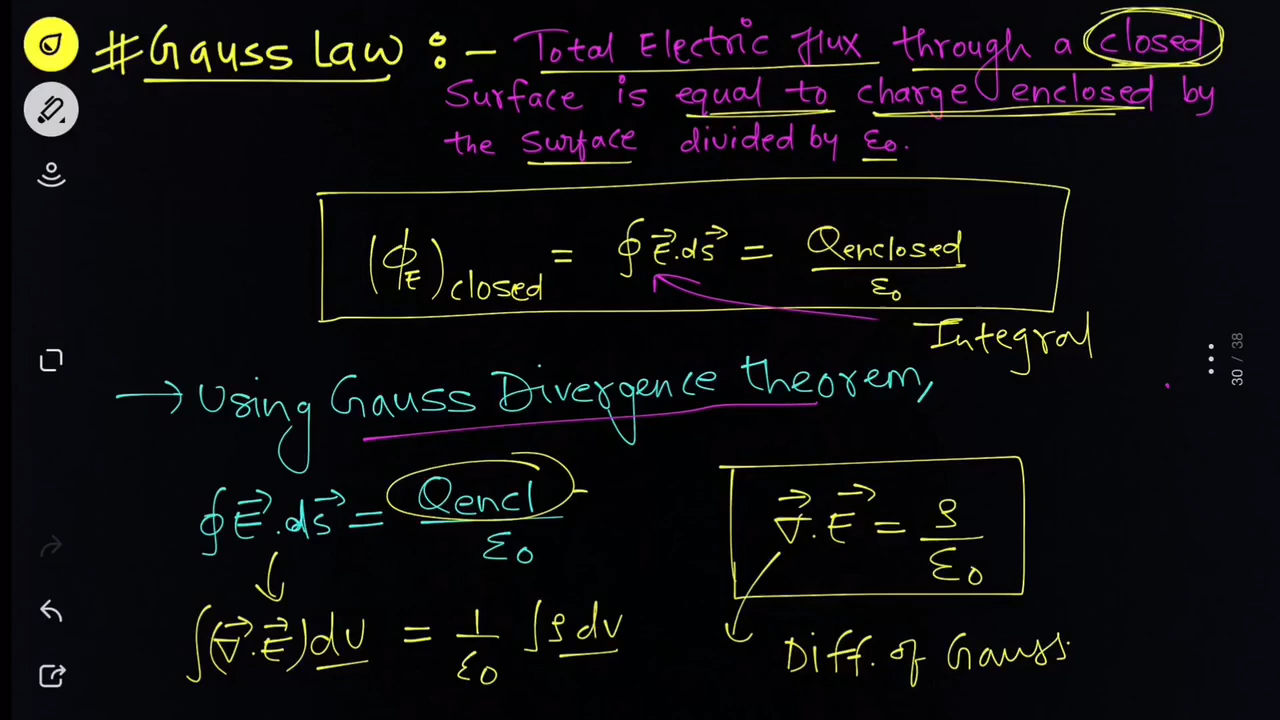 #Gauss Law :- Total Electric flux through a closed
Surface is equal to charge enclosed by
the surface divided by ε₀.
(ϕ_E)_closed = ∮E⃗.ds⃗ = Qenclosed/ε₀
Integral
→ Using Gauss Divergence theorem,
∮E⃗.ds⃗ = Qencl/ε₀
∫(∇⃗.E⃗)dv = 1/ε₀ ∫ρdv
∇⃗.E⃗ = ρ/ε₀
Diff. of Gauss
30 / 38